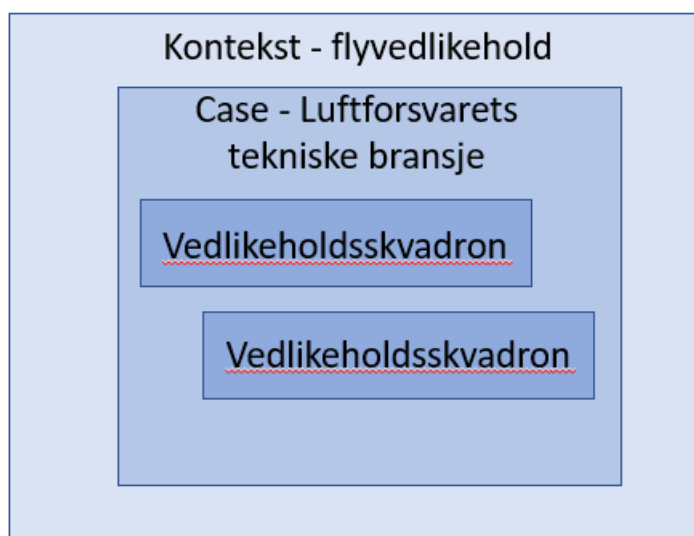 Kontekst - flyvedlikehold
Case - Luftforsvarets
tekniske bransje
Vedlikeholdsskvadron
Vedlikeholdsskvadron